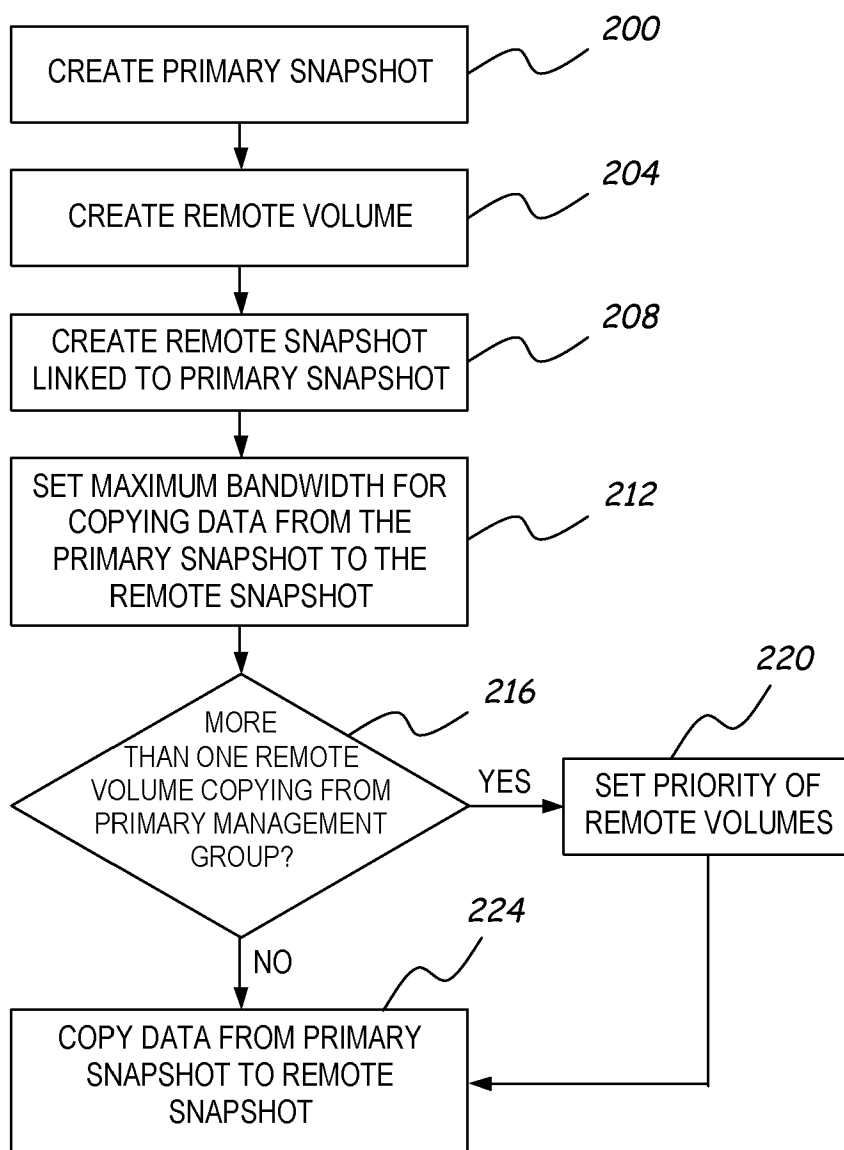 200
CREATE PRIMARY SNAPSHOT
204
CREATE REMOTE VOLUME
208
CREATE REMOTE SNAPSHOT
LINKED TO PRIMARY SNAPSHOT
212
SET MAXIMUM BANDWIDTH FOR
COPYING DATA FROM THE
PRIMARY SNAPSHOT TO THE
REMOTE SNAPSHOT
216
MORE
THAN ONE REMOTE
VOLUME COPYING FROM
PRIMARY MANAGEMENT
GROUP?
YES
220
SET PRIORITY OF
REMOTE VOLUMES
NO
224
COPY DATA FROM PRIMARY
SNAPSHOT TO REMOTE
SNAPSHOT